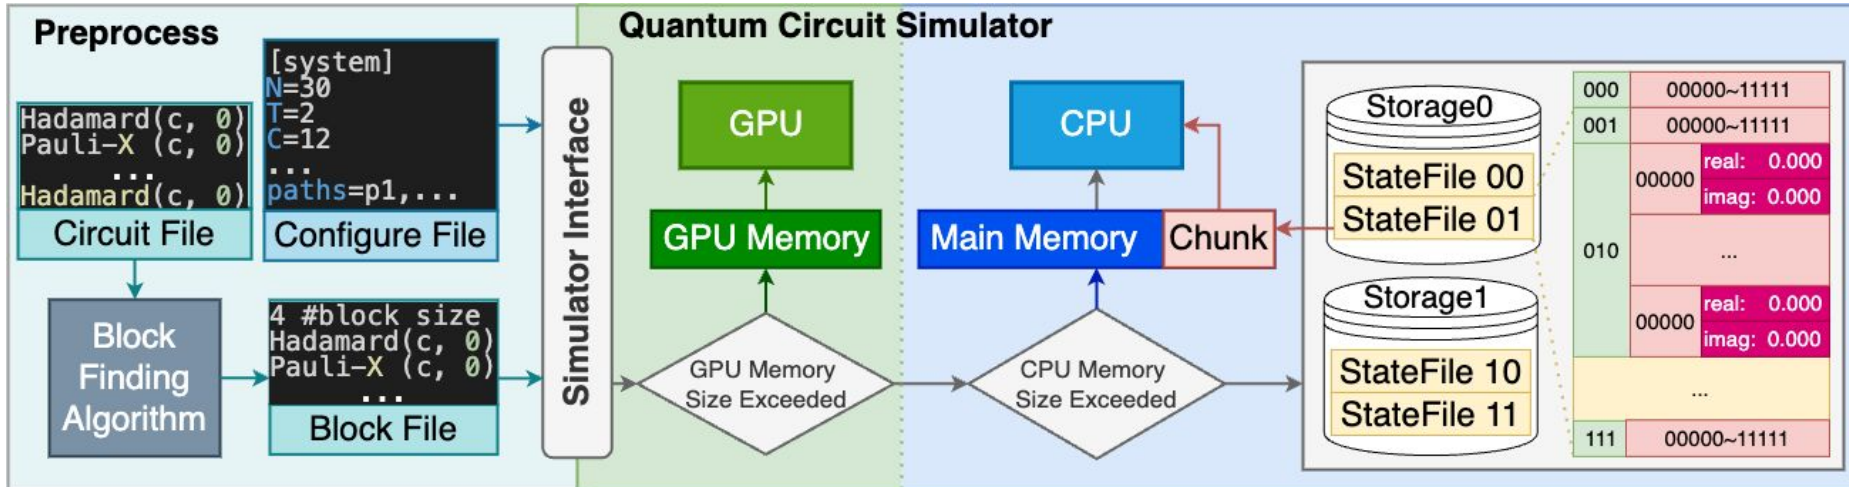 Preprocess
Quantum Circuit Simulator
Hadamard(c, 0)
Pauli-X (c, 0)
...
Hadamard(c, 0)
Circuit File
[system]
N=30
T=2
C=12
...
paths=p1,...
Configure File
Block
Finding
Algorithm
4 #block size
Hadamard(c, 0)
Pauli-X (c, 0)
...
Block File
Simulator Interface
GPU
GPU Memory
GPU Memory
Size Exceeded
CPU
Main Memory
Chunk
CPU Memory
Size Exceeded
Storage0
StateFile 00
StateFile 01
Storage1
StateFile 10
StateFile 11
000 00000~11111
001 00000~11111
010
00000
real: 0.000
imag: 0.000
...
00000
real: 0.000
imag: 0.000
...
111 00000~11111